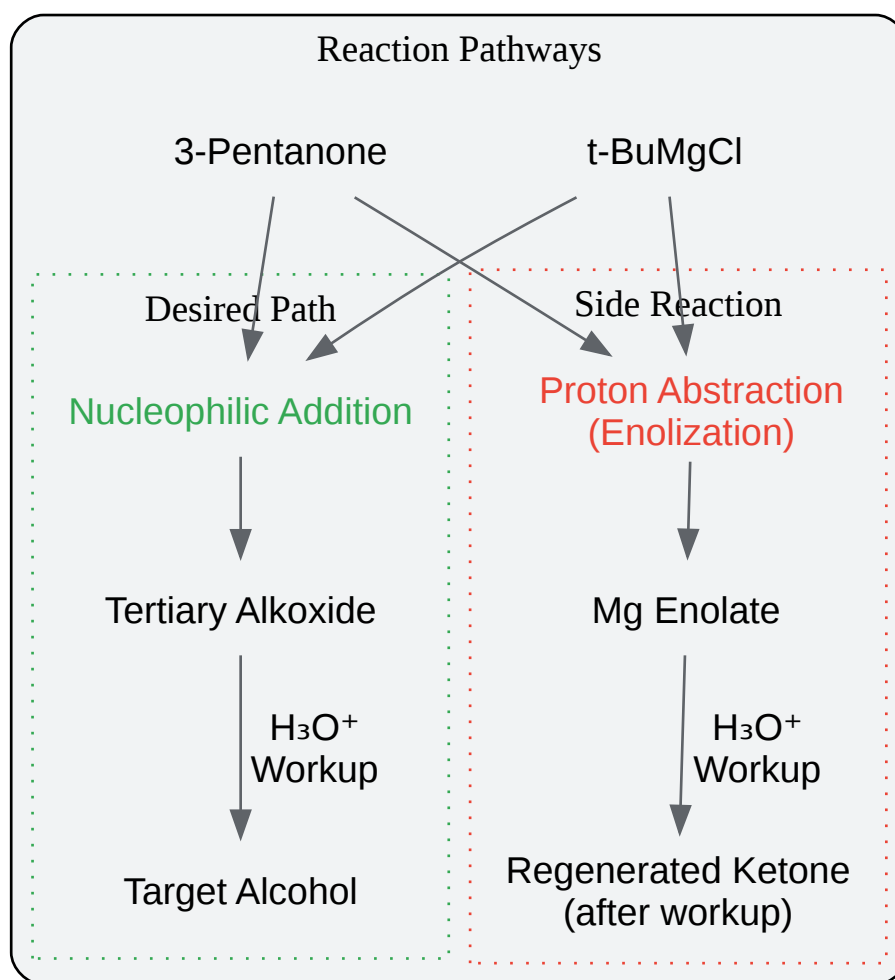 Reaction Pathways
3-Pentanone
t-BuMgCl
Desired Path
Side Reaction
Nucleophilic Addition
Proton Abstraction
(Enolization)
Tertiary Alkoxide
Mg Enolate
H₃O⁺
Workup
H₃O⁺
Workup
Target Alcohol
Regenerated Ketone
(after workup)